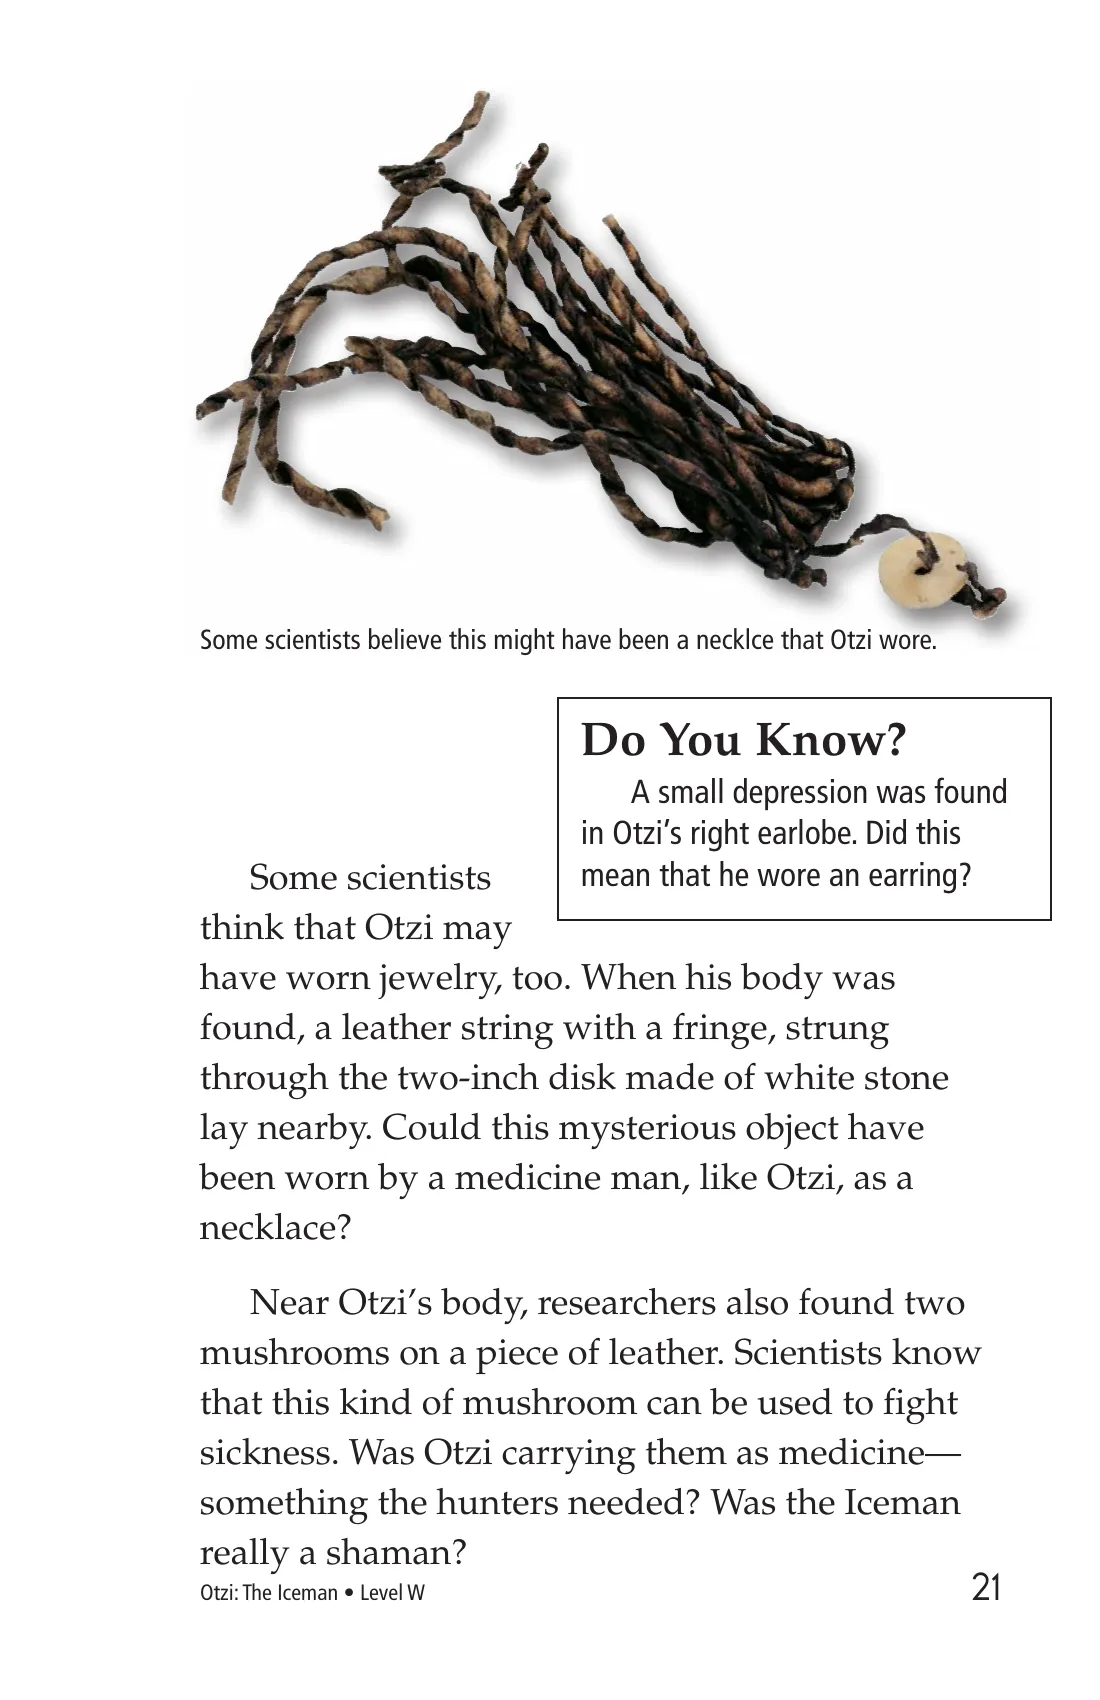 Some scientists believe this might have been a necklce that Otzi wore.
Do You Know?
A small depression was found
in Otzi’s right earlobe. Did this
mean that he wore an earring?
Some scientists
think that Otzi may
have worn jewelry, too. When his body was
found, a leather string with a fringe, strung
through the two-inch disk made of white stone
lay nearby. Could this mysterious object have
been worn by a medicine man, like Otzi, as a
necklace?
Near Otzi’s body, researchers also found two
mushrooms on a piece of leather. Scientists know
that this kind of mushroom can be used to fight
sickness. Was Otzi carrying them as medicine—
something the hunters needed? Was the Iceman
really a shaman?
Otzi: The Iceman • Level W
21